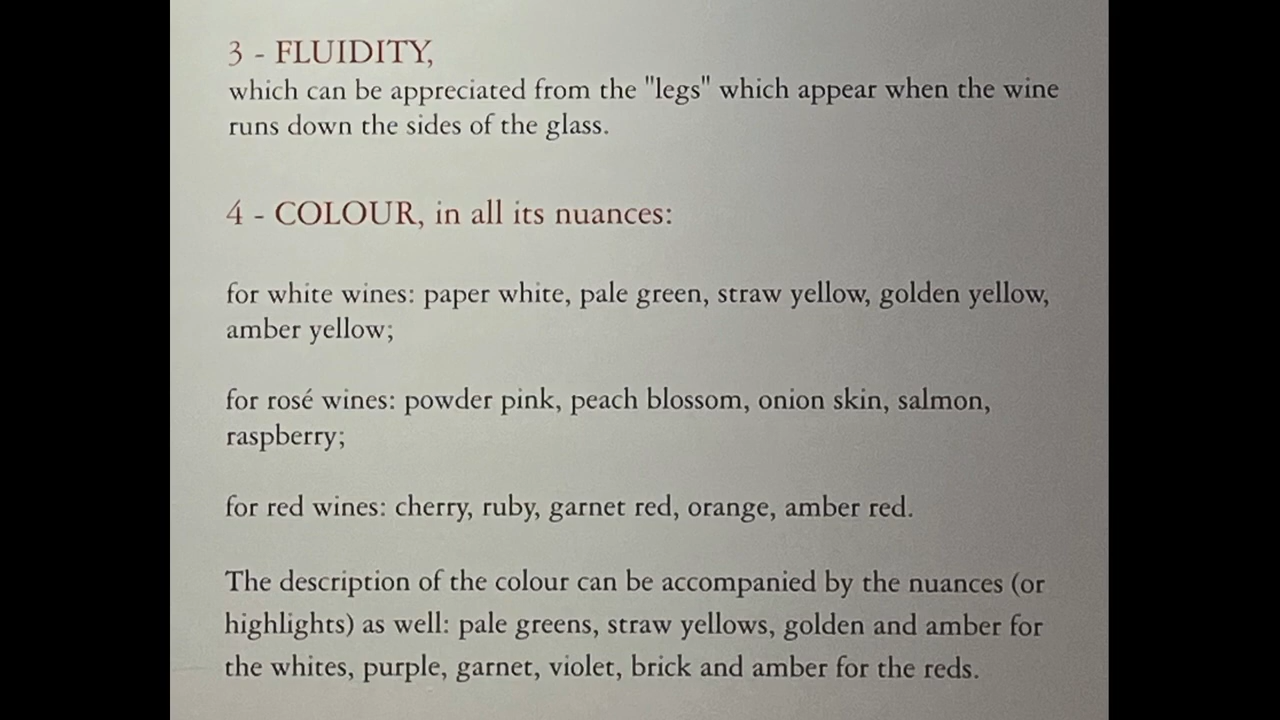 3 - FLUIDITY,
which can be appreciated from the "legs" which appear when the wine
runs down the sides of the glass.
4 - COLOUR, in all its nuances:
for white wines: paper white, pale green, straw yellow, golden yellow,
amber yellow;
for rosé wines: powder pink, peach blossom, onion skin, salmon,
raspberry;
for red wines: cherry, ruby, garnet red, orange, amber red.
The description of the colour can be accompanied by the nuances (or
highlights) as well: pale greens, straw yellows, golden and amber for
the whites, purple, garnet, violet, brick and amber for the reds.